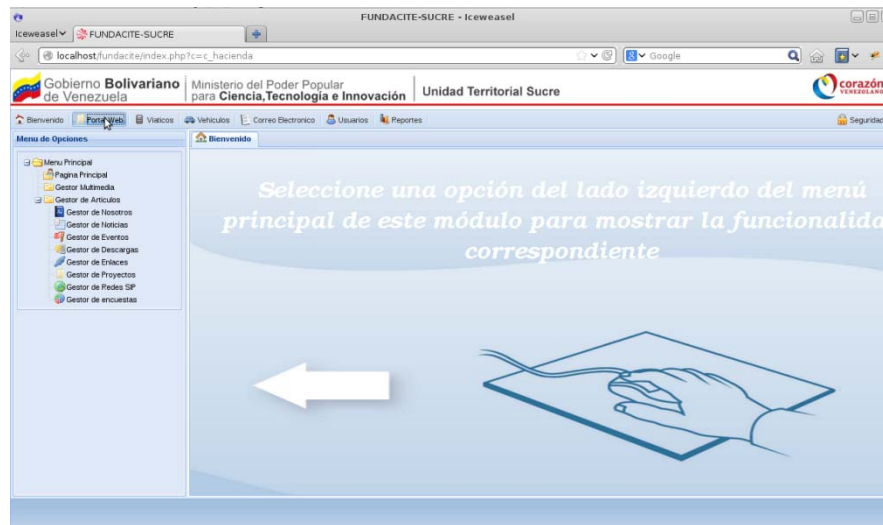 FUNDACITE-SUCRE - Iceweasel
Iceweasel FUNDACITE-SUCRE
localhost/fundacite/index.php?c=c_hacienda Google
Gobierno Bolivariano
de Venezuela
Ministerio del Poder Popular
para Ciencia,Tecnología e Innovación
Unidad Territorial Sucre
corazón
VENEZOLANO
Bienvenido Portal Web Viaticos Vehiculos Correo Electronico Usuarios Reportes Seguridad
Menu de Opciones
Bienvenido
Menu Principal
Pagina Principal
Gestor Multimedia
Gestor de Articulos
Gestor de Nosotros
Gestor de Noticias
Gestor de Eventos
Gestor de Descargas
Gestor de Enlaces
Gestor de Proyectos
Gestor de Redes SIP
Gestor de encuestas
Seleccione una opción del lado izquierdo del menú
principal de este módulo para mostrar la funcionalida
correspondiente